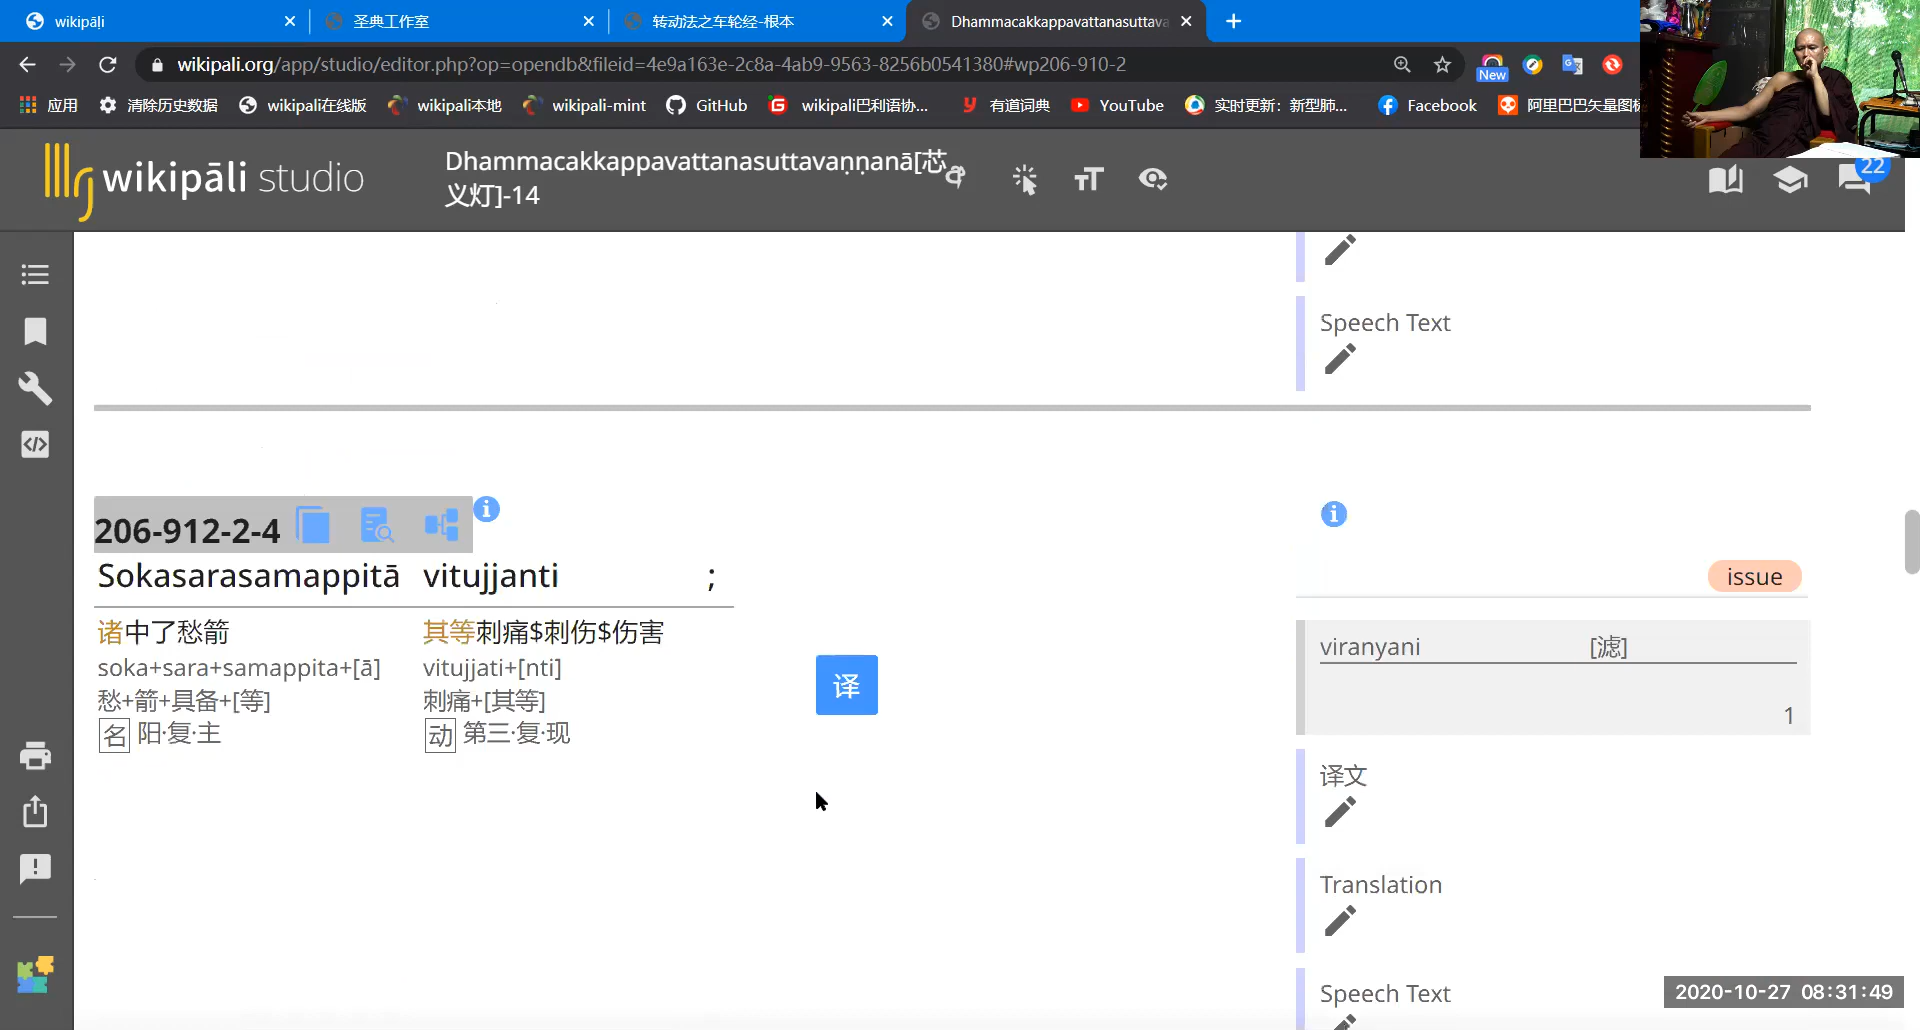 wikipāḷi
圣典工作室
转动法之车轮经-根本
Dhammacakkappavattanasuttava
wikipali.org/app/studio/editor.php?op=opendb&fileid=4e9a163e-2c8a-4ab9-9563-8256b0541380#wp206-910-2
New
应用
清除历史数据
wikipali在线版
wikipali本地
wikipali-mint
GitHub
wikipali巴利语协...
有道词典
YouTube
实时更新：新型肺...
Facebook
阿里巴巴矢量图标
wikipāli studio
Dhammacakkappavattanasuttavaṇṇanā[芯
义灯]-14
22
Speech Text
206-912-2-4
issue
Sokasarasamappitā vitujjanti ;
诸中了愁箭 其等刺痛$刺伤$伤害
soka+sara+samappita+[ā] vitujjati+[nti]
愁+箭+具备+[等] 刺痛+[其等]
名 阳·复·主 动 第三·复·现
译
viranyani [滤]
1
译文
Translation
Speech Text
2020-10-27 08:31:49